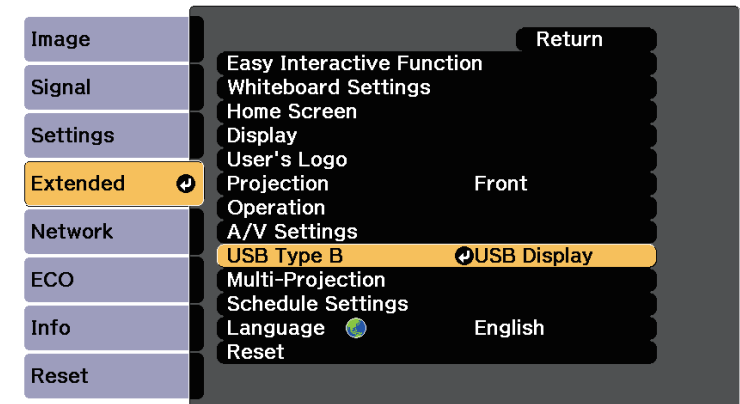 Image
Signal
Settings
Extended
Network
ECO
Info
Reset
Return
Easy Interactive Function
Whiteboard Settings
Home Screen
Display
User's Logo
Projection Front
Operation
A/V Settings
USB Type B USB Display
Multi-Projection
Schedule Settings
Language English
Reset